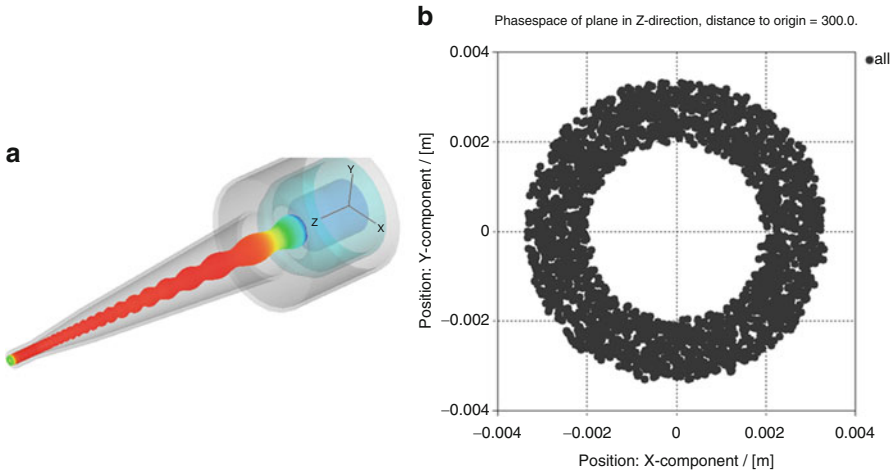 a
Y
Z
X
b
Phasespace of plane in Z-direction, distance to origin = 300.0.
all
Position: Y-component / [m]
0.004
0.002
0
−0.002
−0.004
−0.004
−0.002
0
0.002
0.004
Position: X-component / [m]